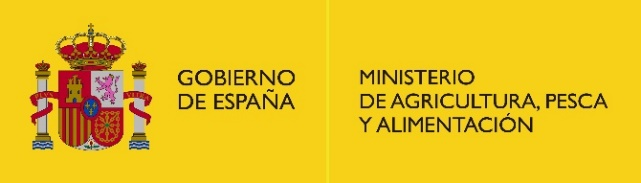 GOBIERNO
DE ESPAÑA
MINISTERIO
DE AGRICULTURA, PESCA
Y ALIMENTACIÓN